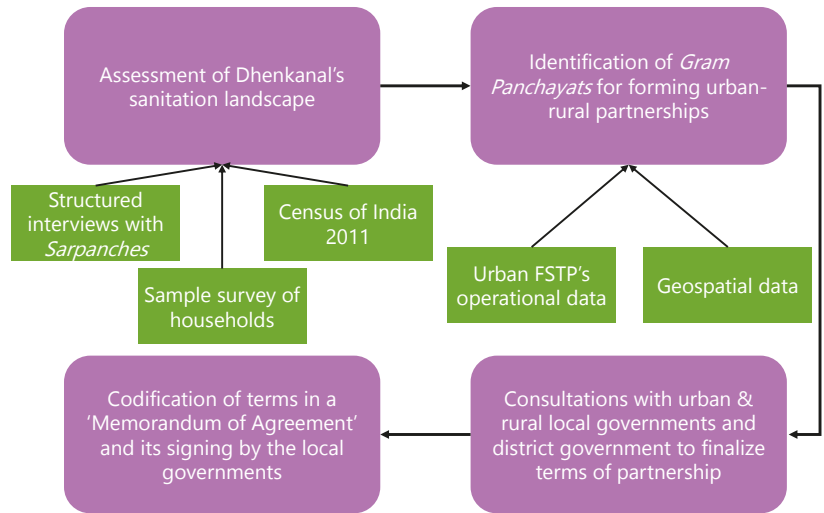 Assessment of Dhenkanal's
sanitation landscape
Identification of Gram
Panchayats for forming urban-
rural partnerships
Structured
interviews with
Sarpanches
Census of India
2011
Sample survey of
households
Urban FSTP's
operational data
Geospatial data
Codification of terms in a
'Memorandum of Agreement'
and its signing by the local
governments
Consultations with urban &
rural local governments and
district government to finalize
terms of partnership